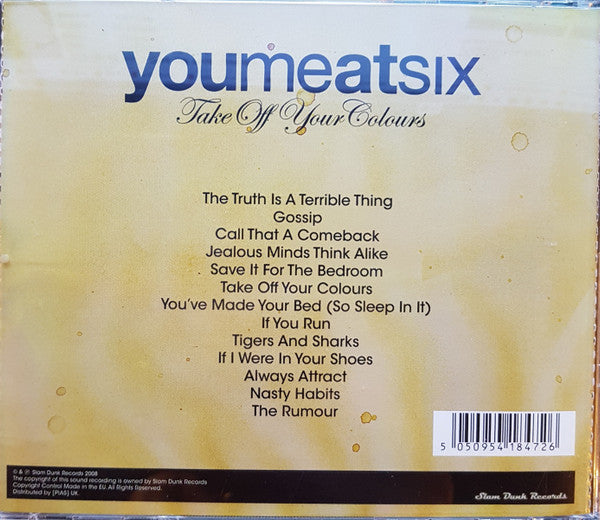 youmeatsix
Take Off Your Colours
The Truth Is A Terrible Thing
Gossip
Call That A Comeback
Jealous Minds Think Alike
Save It For The Bedroom
Take Off Your Colours
You've Made Your Bed (So Sleep In It)
If You Run
Tigers And Sharks
If I Were In Your Shoes
Always Attract
Nasty Habits
The Rumour
5 050954 184726
© & ℗ Slam Dunk Records 2008
The copyright of this sound recording is owned by Slam Dunk Records
Copyright Control Made in the EU. All Rights Reserved.
Distributed by [PIAS] UK.
Slam Dunk Records